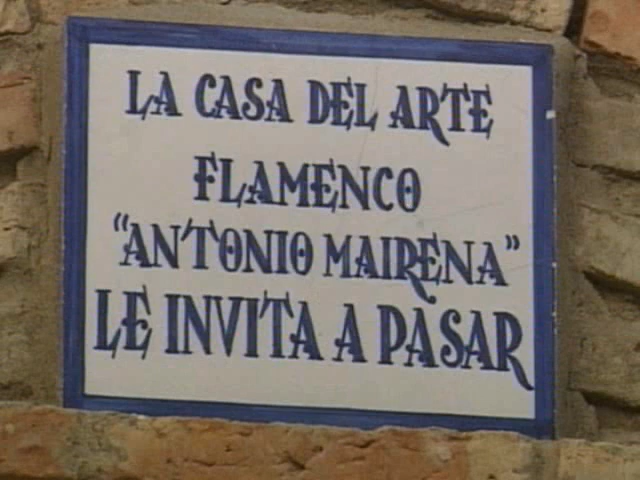 LA CASA DEL ARTE
FLAMENCO
"ANTONIO MAIRENA"
LE INVITA A PASAR